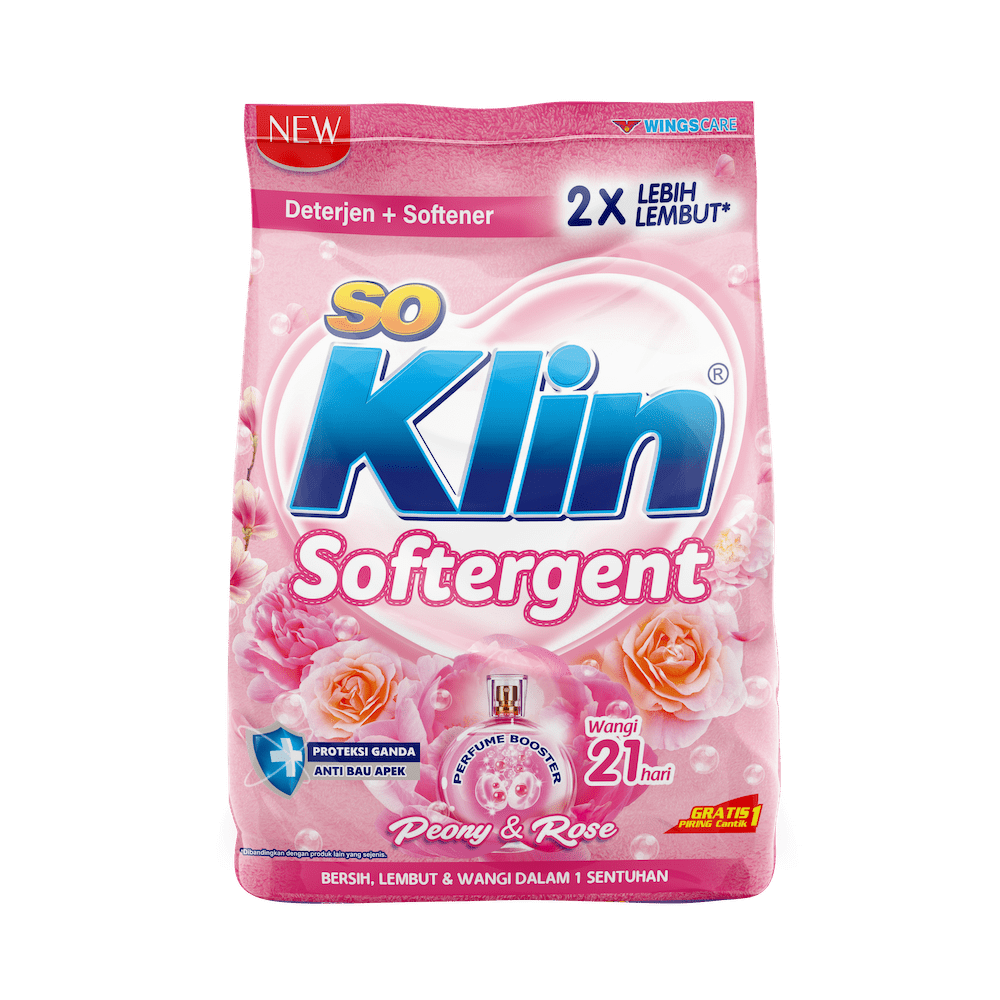 NEW
WINGSCARE
Deterjen + Softener
2X LEBIH
LEMBUT*
SO
Klin®
Softergent
Wangi
21 hari
PERFUME BOOSTER
PROTEKSI GANDA
ANTI BAU APEK
GRATIS 1
PIRING Cantik
Peony & Rose
*Dibandingkan dengan produk lain yang sejenis.
BERSIH, LEMBUT & WANGI DALAM 1 SENTUHAN